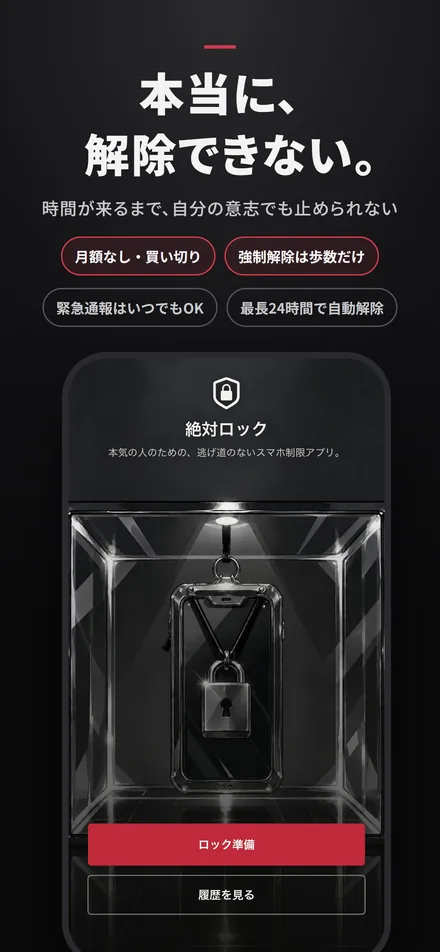 本当に、
解除できない。
時間が来るまで、自分の意志でも止められない
月額なし・買い切り
強制解除は歩数だけ
緊急通報はいつでもOK
最長24時間で自動解除
絶対ロック
本気の人のための、逃げ道のないスマホ制限アプリ。
ロック準備
履歴を見る